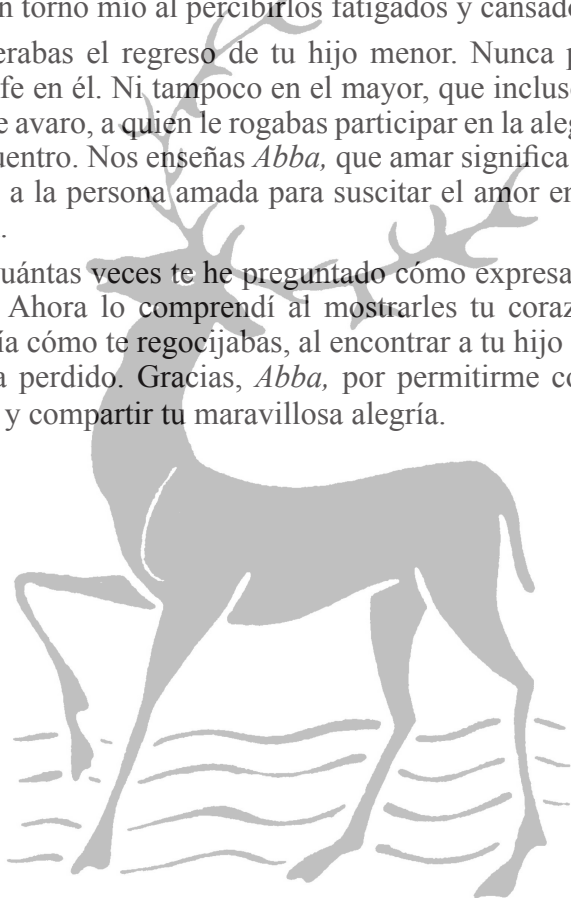 n torno mío al percibirlos fatigados y cansado
erabas el regreso de tu hijo menor. Nunca p
fe en él. Ni tampoco en el mayor, que inclus
e avaro, a quien le rogabas participar en la aleg
uentro. Nos enseñas Abba, que amar significa
a la persona amada para suscitar el amor en
.
uántas veces te he preguntado cómo expresa
Ahora lo comprendí al mostrarles tu coraz
ía cómo te regocijabas, al encontrar a tu hijo
a perdido. Gracias, Abba, por permitirme co
y compartir tu maravillosa alegría.